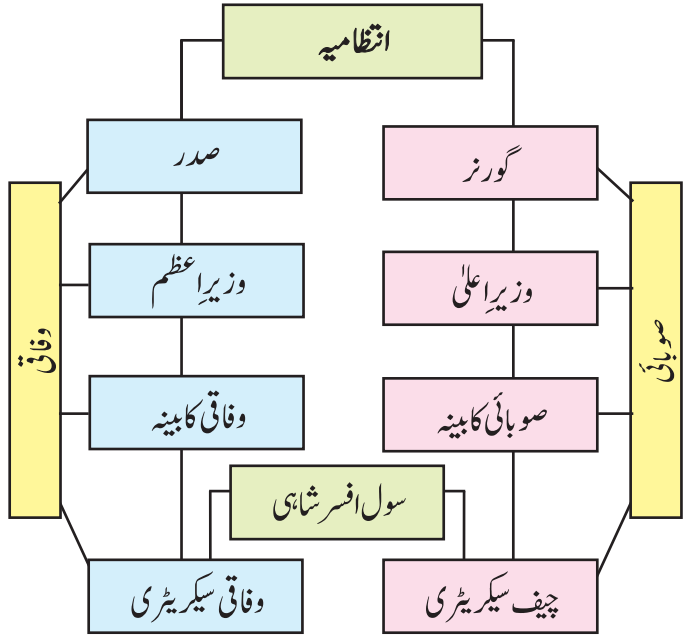 انتظامیہ
گورنر
صدر
وزیرِاعلیٰ
وزیرِاعظم
صوبائی
وفاقی
صوبائی کابینہ
وفاقی کابینہ
سول افسر شاہی
چیف سیکریٹری
وفاقی سیکریٹری